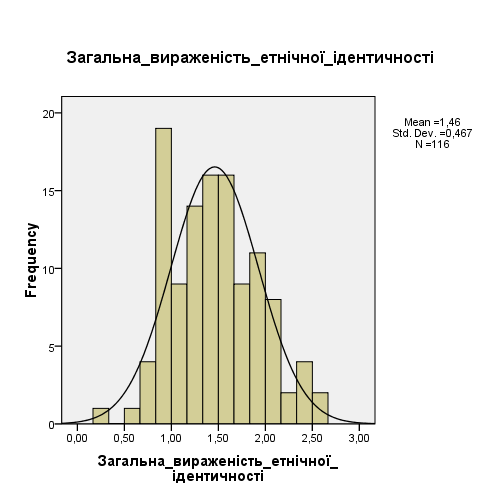 Загальна_вираженість_етнічної_ідентичності
Mean =1,46
Std. Dev. =0,467
N =116
Frequency
20
15
10
5
0
0,00 0,50 1,00 1,50 2,00 2,50 3,00
Загальна_вираженість_етнічної_
ідентичності